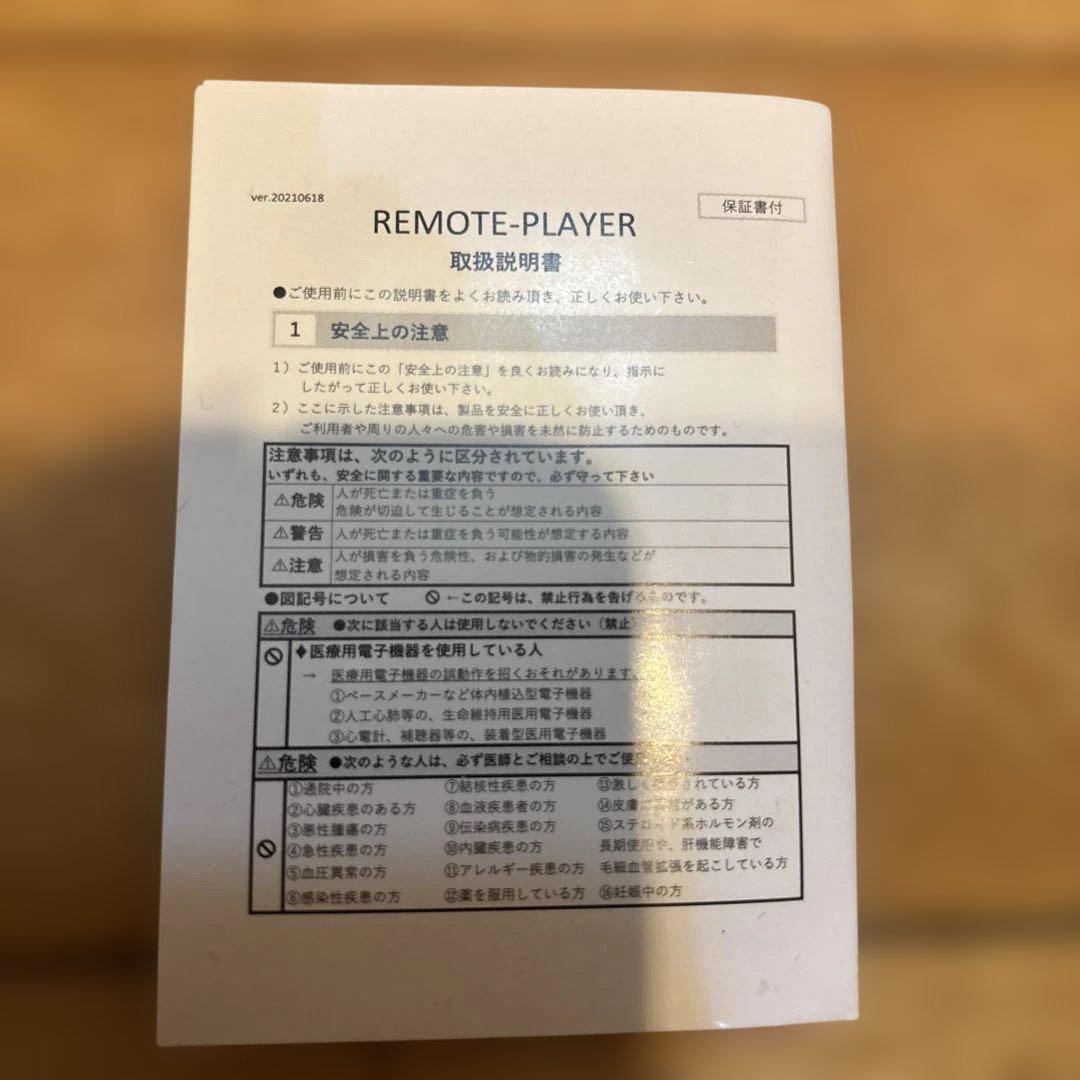 ver.20210618
保証書付
REMOTE-PLAYER
取扱説明書
●ご使用前にこの説明書をよくお読み頂き、正しくお使い下さい。
1 安全上の注意
1）ご使用前にこの「安全上の注意」を良くお読みになり、指示に
したがって正しくお使い下さい。
2）ここに示した注意事項は、製品を安全に正しくお使い頂き、
ご利用者や周りの人々への危害や損害を未然に防止するためのものです。
注意事項は、次のように区分されています。
いずれも、安全に関する重要な内容ですので、必ず守って下さい
⚠危険 人が死亡または重症を負う
危険が切迫して生じることが想定される内容
⚠警告 人が死亡または重症を負う可能性が想定する内容
⚠注意 人が損害を負う危険性、および物的損害の発生などが
想定される内容
●図記号について 🚫 ←この記号は、禁止行為を告げるものです。
⚠危険 ●次に該当する人は使用しないでください（禁止）
♦医療用電子機器を使用している人
→ 医療用電子機器の誤動作を招くおそれがあります。
①ペースメーカーなど体内植込型電子機器
②人工心肺等の、生命維持用医用電子機器
③心電計、補聴器等の、装着型医用電子機器
⚠危険 ●次のような人は、必ず医師とご相談の上でご使
①通院中の方
②心臓疾患のある方
③悪性腫瘍の方
④急性疾患の方
⑤血圧異常の方
⑥感染性疾患の方
⑦結核性疾患の方
⑧血液疾患者の方
⑨伝染病疾患の方
⑩内臓疾患の方
⑪アレルギー疾患の方
⑫薬を服用している方
⑬激しく されている方
⑭皮膚 がある方
⑮ステロイド系ホルモン剤の
長期使用や、肝機能障害で
毛細血管拡張を起こしている方
⑯妊娠中の方